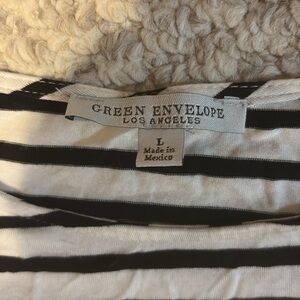 GREEN ENVELOPE
LOS ANGELES
L
Made in
Mexico